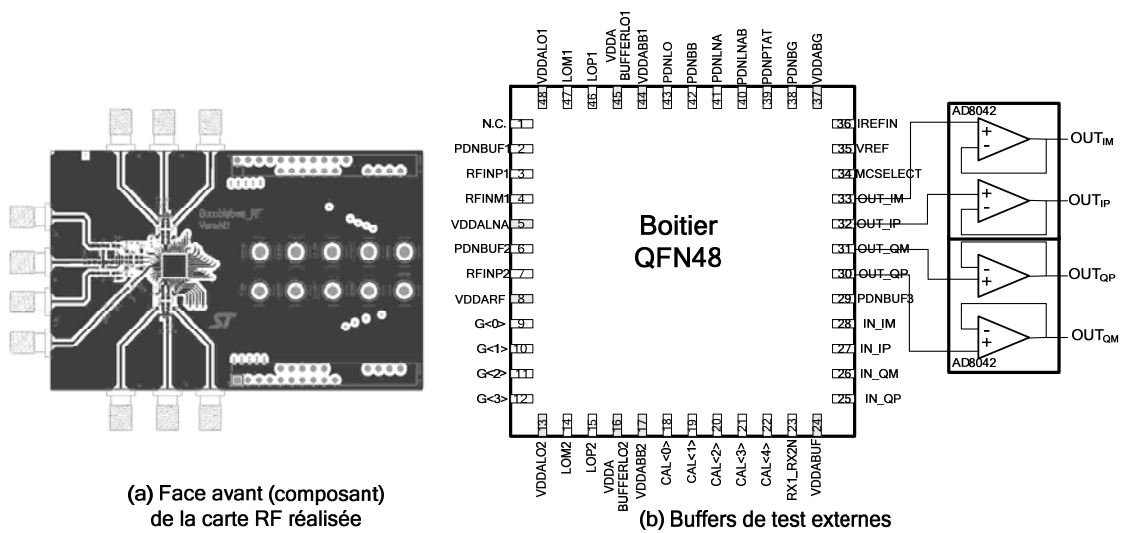 48 VDDALO1
47 LOM1
46 LOP1
45 VDDA
BUFFERLO1
44 VDDABB1
43 PDNLO
42 PDNBB
41 PDNLNA
40 PDNLNAB
39 PDNPTAT
38 PDNBG
37 VDDABG
N.C. 1
PDNBUF1 2
RFINP1 3
RFINM1 4
VDDALNA 5
PDNBUF2 6
RFINP2 7
VDDARF 8
G<0> 9
G<1> 10
G<2> 11
G<3> 12
Boitier
QFN48
36 IREFIN
35 VREF
34 MCSELECT
33 OUT_IM
32 OUT_IP
31 OUT_QM
30 OUT_QP
29 PDNBUF3
28 IN_IM
27 IN_IP
26 IN_QM
25 IN_QP
13 VDDALO2
14 LOM2
15 LOP2
16 VDDA
BUFFERLO2
17 VDDABB2
18 CAL<0>
19 CAL<1>
20 CAL<2>
21 CAL<3>
22 CAL<4>
23 RX1_RX2N
24 VDDABUF
AD8042
+
-
OUTIM
+
-
OUTIP
-
+
OUTQP
-
+
OUTQM
AD8042
ST
(a) Face avant (composant)
de la carte RF réalisée
(b) Buffers de test externes